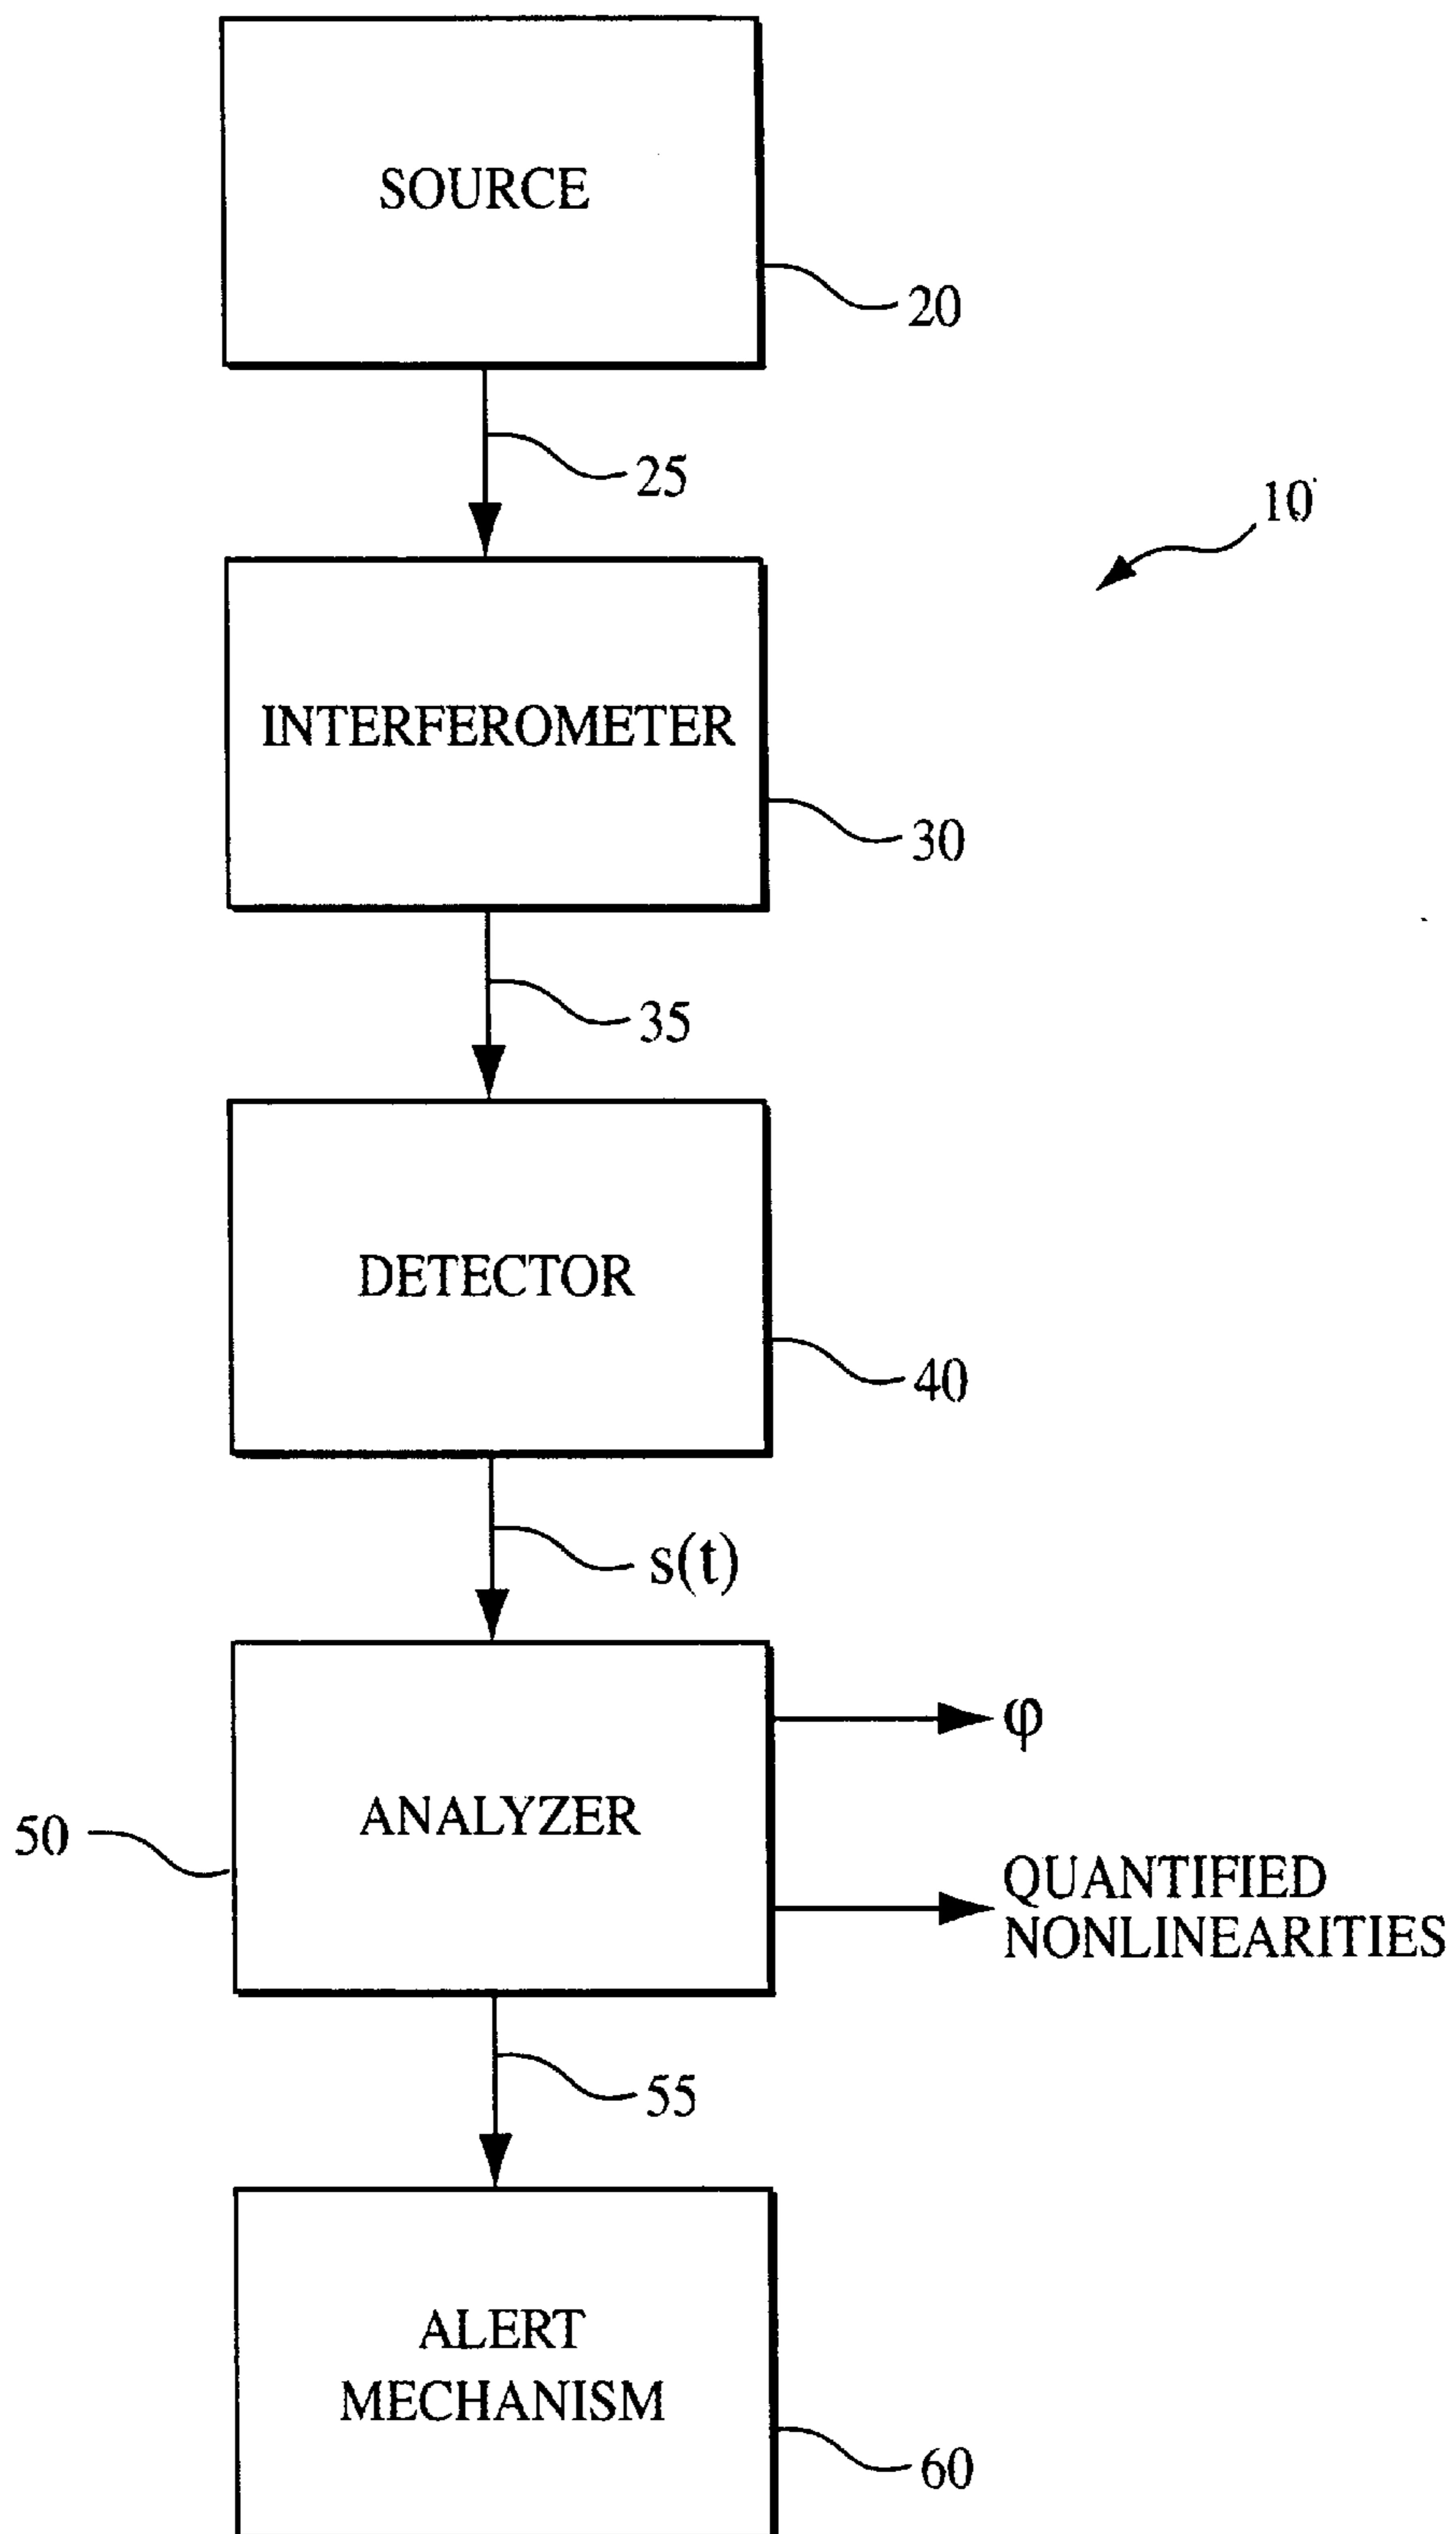 SOURCE
20
25
10
INTERFEROMETER
30
35
DETECTOR
40
s(t)
φ
ANALYZER
50
QUANTIFIED
NONLINEARITIES
55
ALERT
MECHANISM
60